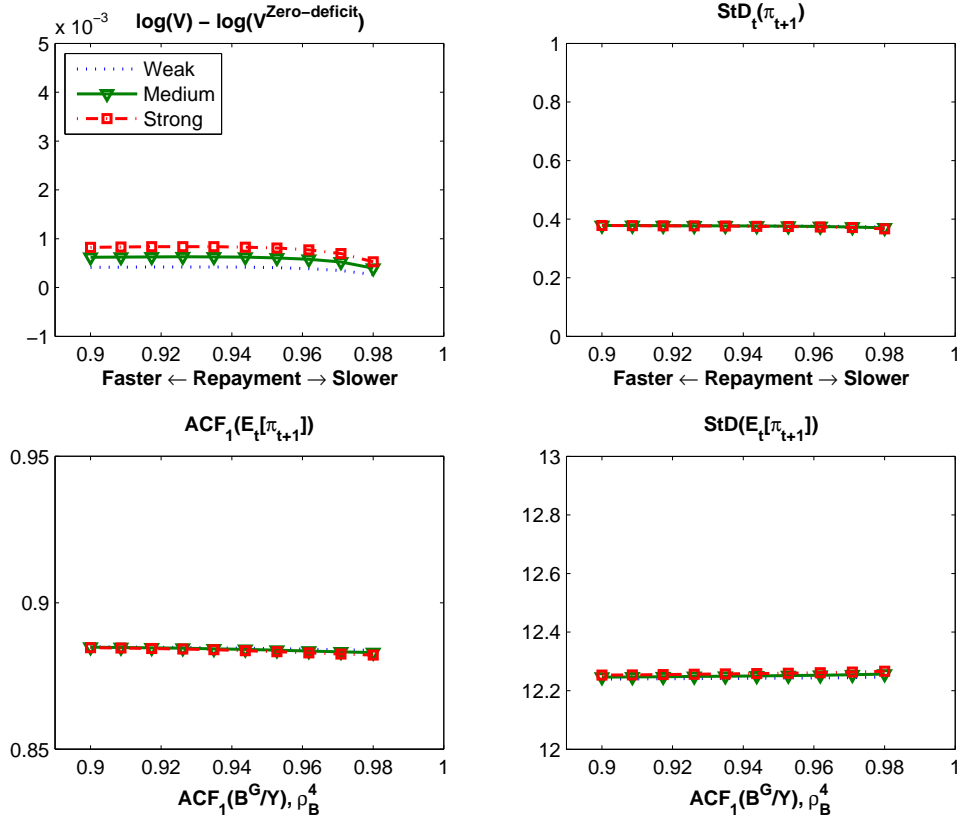 x 10⁻³
log(V) − log(V^Zero−deficit)
5
4
3
2
1
0
−1
Weak
Medium
Strong
0.9 0.92 0.94 0.96 0.98 1
Faster ← Repayment → Slower
StD_t(π_t+1)
1
0.8
0.6
0.4
0.2
0
0.9 0.92 0.94 0.96 0.98 1
Faster ← Repayment → Slower
ACF_1(E_t[π_t+1])
0.95
0.9
0.85
0.9 0.92 0.94 0.96 0.98 1
ACF_1(B^G/Y), ρ_B^4
StD(E_t[π_t+1])
13
12.8
12.6
12.4
12.2
12
0.9 0.92 0.94 0.96 0.98 1
ACF_1(B^G/Y), ρ_B^4